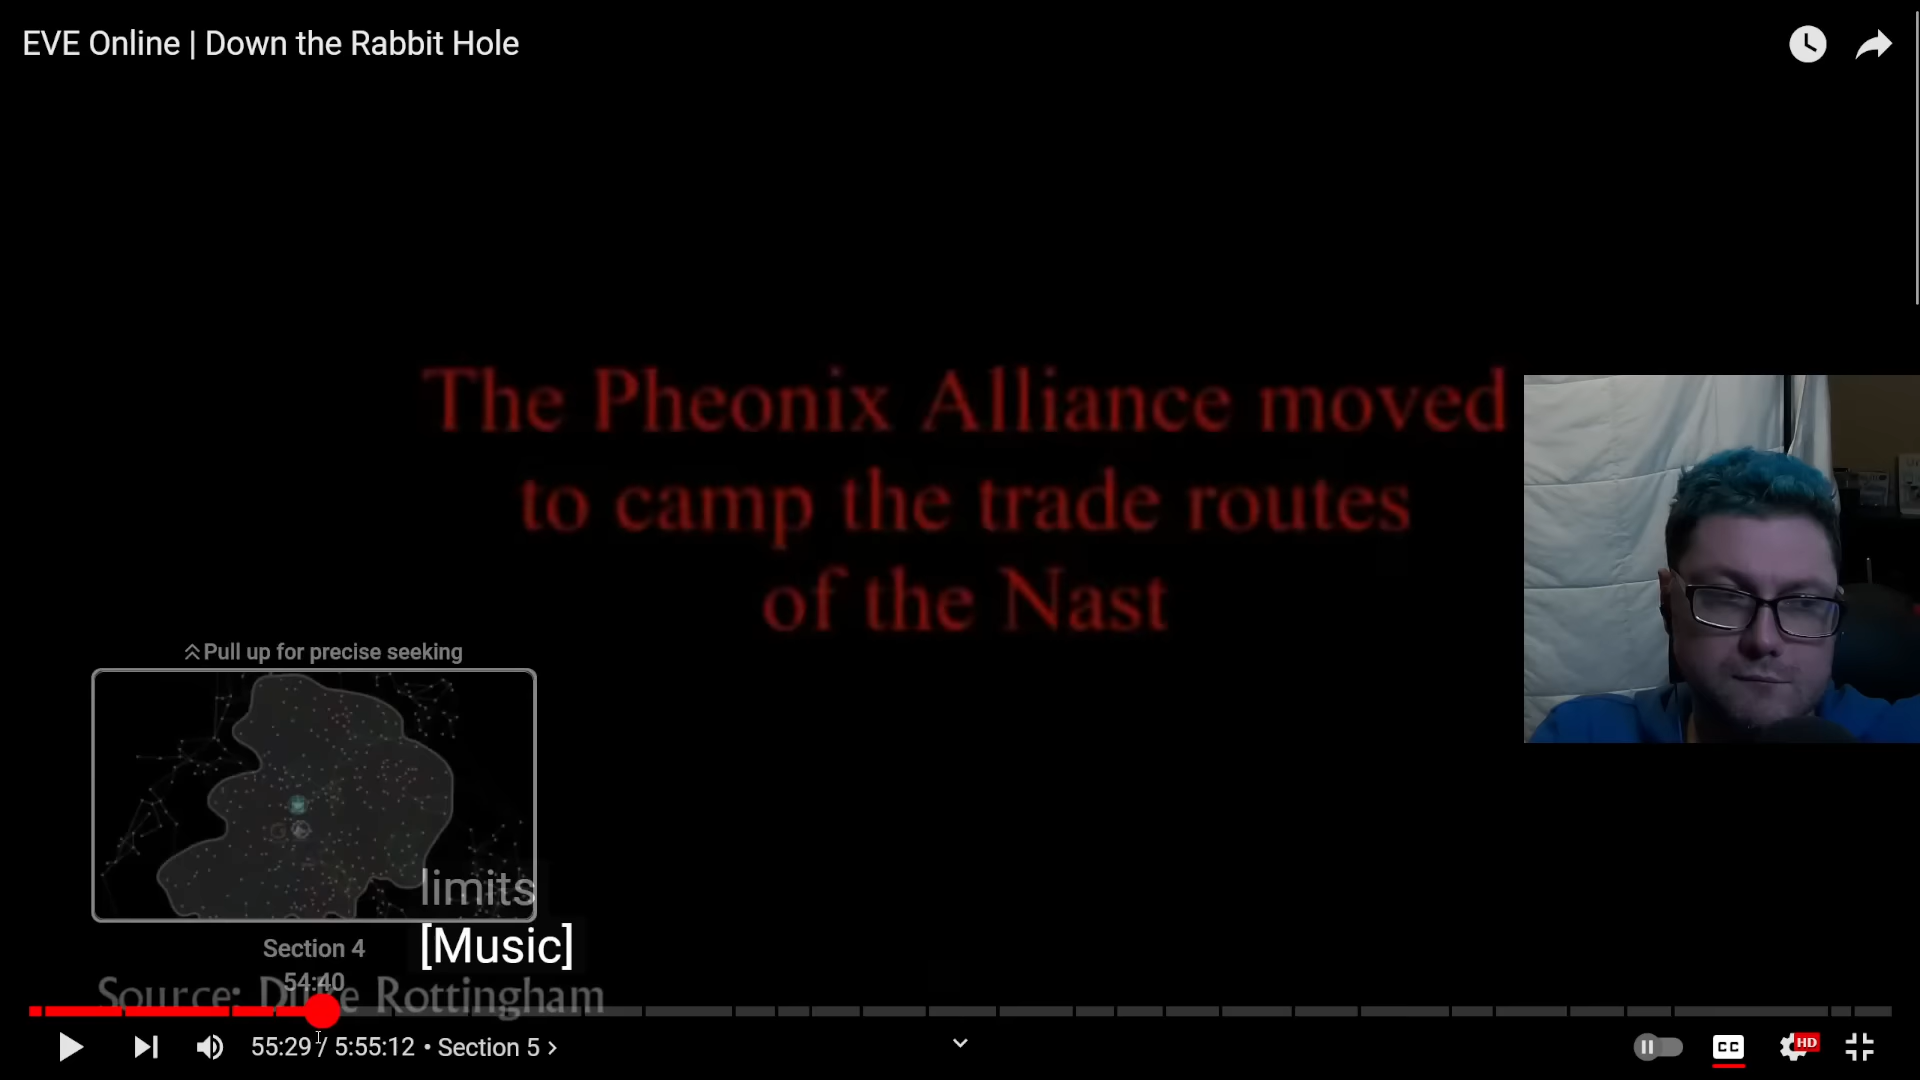 EVE Online | Down the Rabbit Hole
The Pheonix Alliance moved
to camp the trade routes
of the Nast
Pull up for precise seeking
limits
[Music]
Section 4
54:40
Source: Duke Rottingham
55:29 / 5:55:12 • Section 5 >
CC
HD